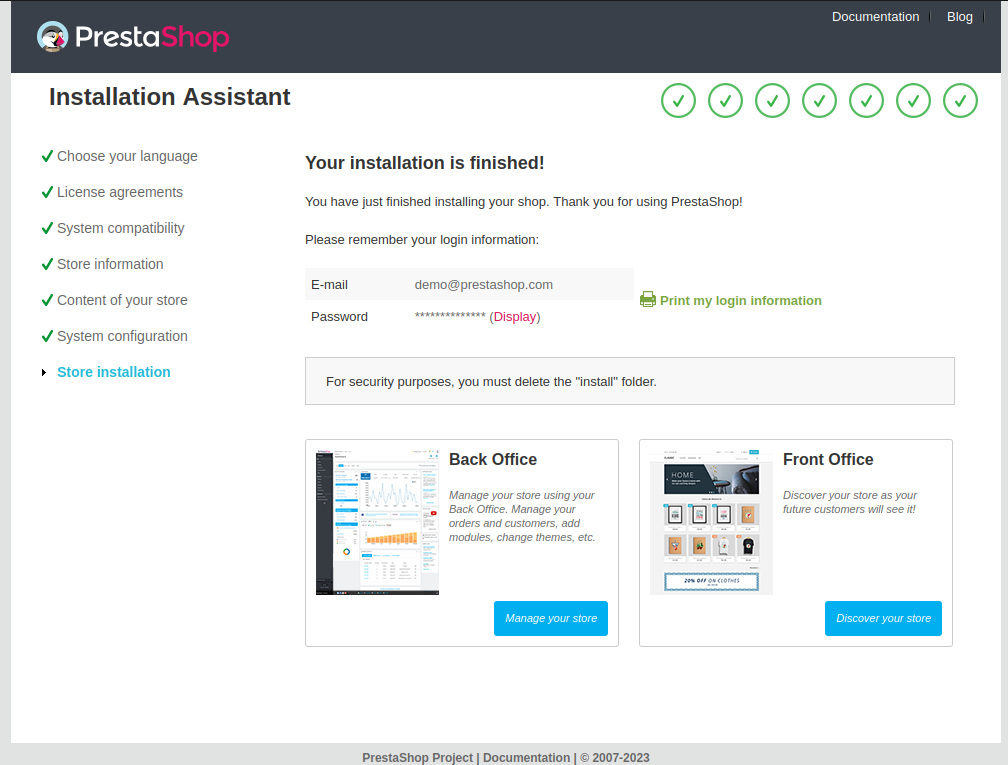 Documentation
Blog
PrestaShop
Installation Assistant
Choose your language
License agreements
System compatibility
Store information
Content of your store
System configuration
Store installation
Your installation is finished!
You have just finished installing your shop. Thank you for using PrestaShop!
Please remember your login information:
E-mail demo@prestashop.com
Password ************** (Display)
Print my login information
For security purposes, you must delete the "install" folder.
Back Office
Manage your store using your
Back Office. Manage your
orders and customers, add
modules, change themes, etc.
Manage your store
HOME
20% OFF ON CLOTHES
Front Office
Discover your store as your
future customers will see it!
Discover your store
PrestaShop Project | Documentation | © 2007-2023